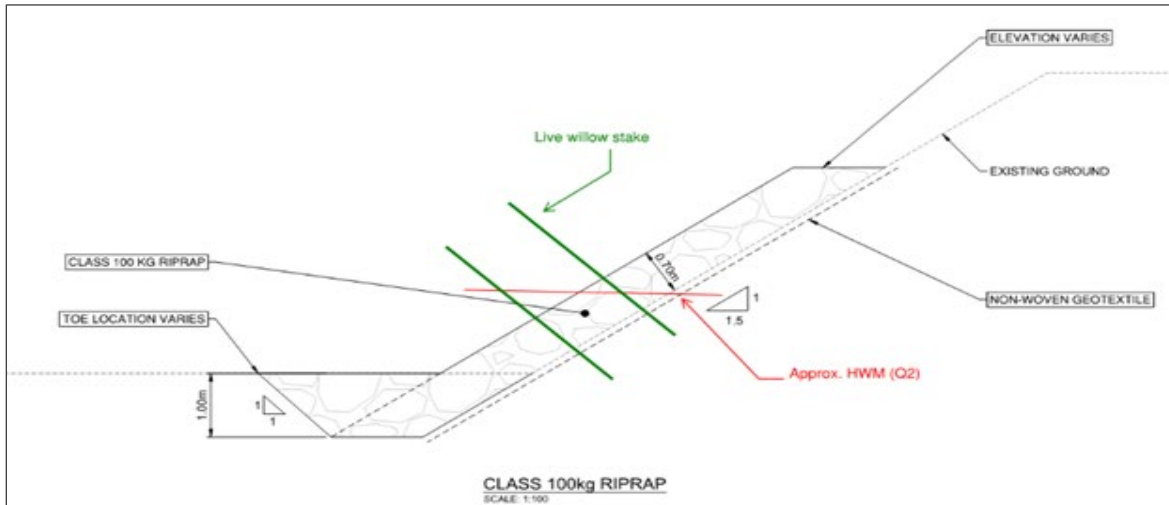 ELEVATION VARIES
Live willow stake
EXISTING GROUND
CLASS 100 KG RIPRAP
0.70m
1
1.5
NON-WOVEN GEOTEXTILE
TOE LOCATION VARIES
Approx. HWM (Q2)
1.00m
1
1
CLASS 100kg RIPRAP
SCALE: 1:100